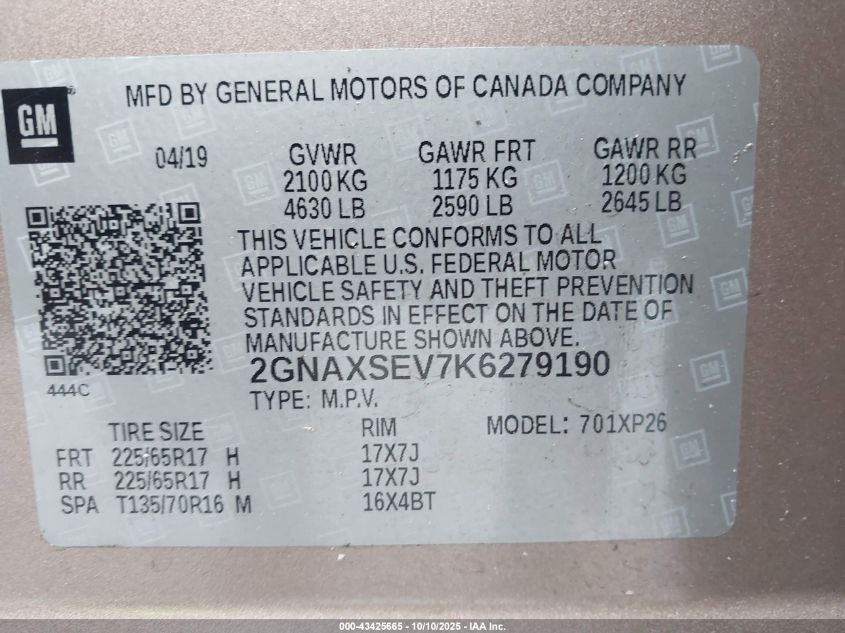 MFD BY GENERAL MOTORS OF CANADA COMPANY
GM
04/19 GVWR GAWR FRT GAWR RR
2100 KG 1175 KG 1200 KG
4630 LB 2590 LB 2645 LB
THIS VEHICLE CONFORMS TO ALL
APPLICABLE U.S. FEDERAL MOTOR
VEHICLE SAFETY AND THEFT PREVENTION
STANDARDS IN EFFECT ON THE DATE OF
MANUFACTURE SHOWN ABOVE.
2GNAXSEV7K6279190
444C
TYPE: M.P.V.
TIRE SIZE RIM MODEL: 701XP26
FRT 225/65R17 H 17X7J
RR 225/65R17 H 17X7J
SPA T135/70R16 M 16X4BT
000-43425665 - 10/10/2025 - IAA Inc.